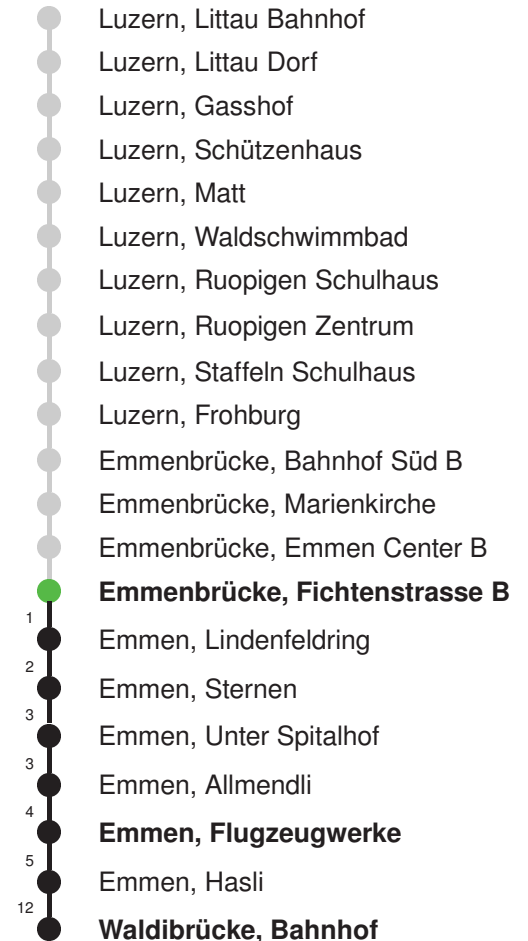 Luzern, Littau Bahnhof
Luzern, Littau Dorf
Luzern, Gasshof
Luzern, Schützenhaus
Luzern, Matt
Luzern, Waldschwimmbad
Luzern, Ruopigen Schulhaus
Luzern, Ruopigen Zentrum
Luzern, Staffeln Schulhaus
Luzern, Frohburg
Emmenbrücke, Bahnhof Süd B
Emmenbrücke, Marienkirche
Emmenbrücke, Emmen Center B
Emmenbrücke, Fichtenstrasse B
1 Emmen, Lindenfeldring
2 Emmen, Sternen
3 Emmen, Unter Spitalhof
3 Emmen, Allmendli
4 Emmen, Flugzeugwerke
5 Emmen, Hasli
12 Waldibrücke, Bahnhof